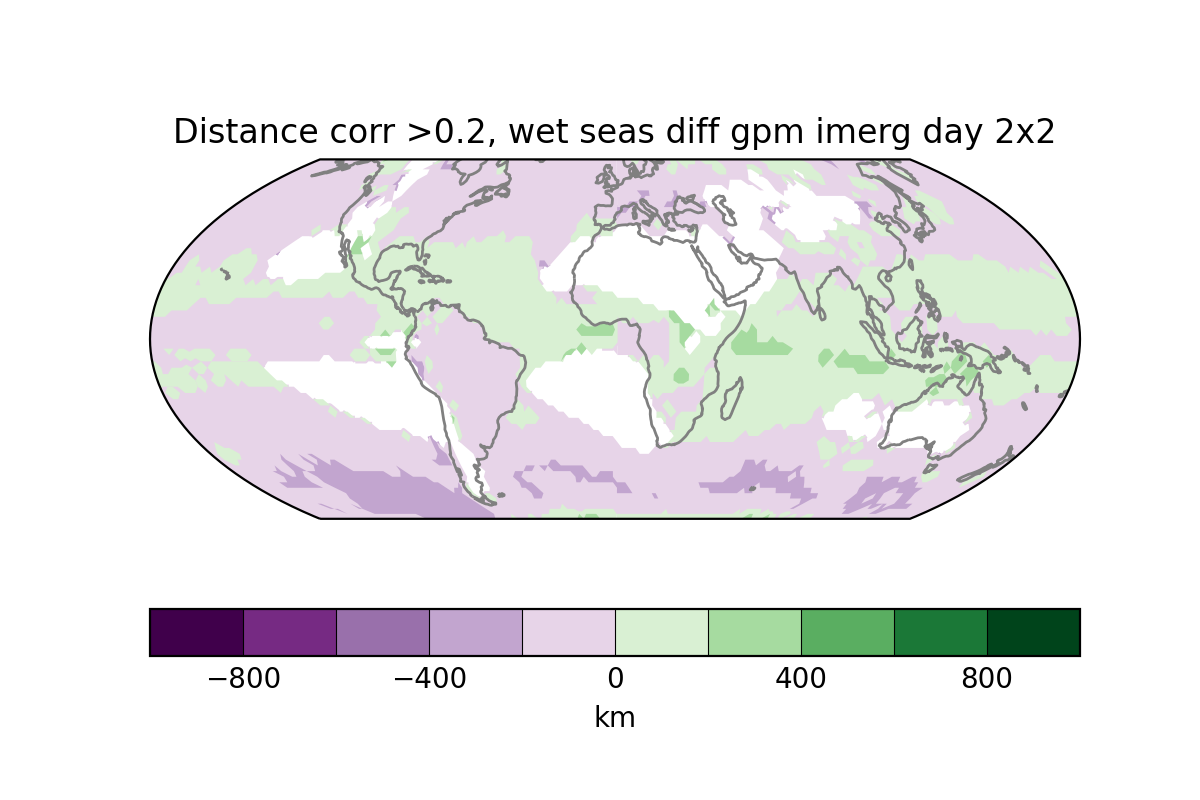 Distance corr >0.2, wet seas diff gpm imerg day 2x2
−800 −400 0 400 800
km